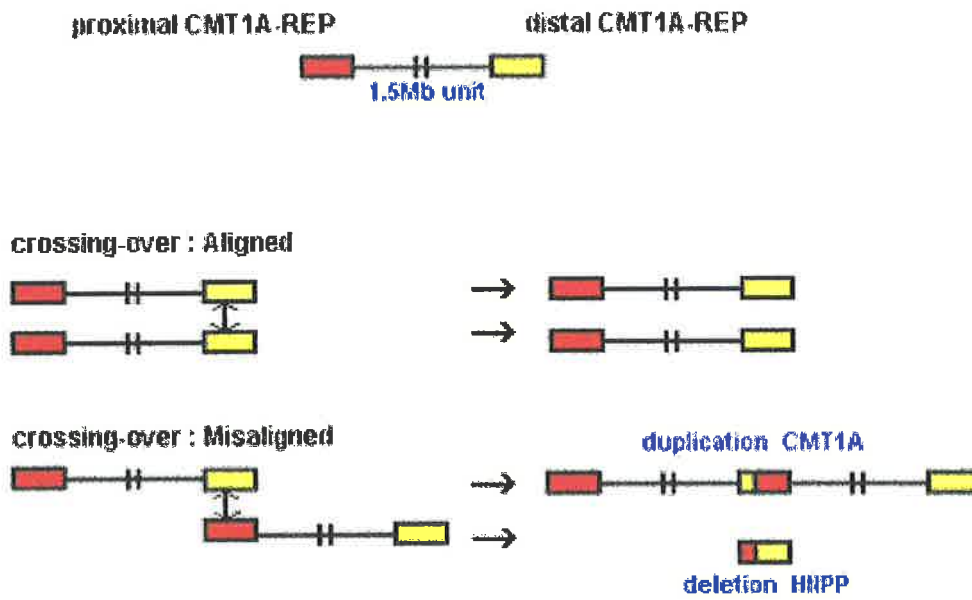 proximal CMT1A-REP distal CMT1A-REP
1.5Mb unit
crossing-over : Aligned
crossing-over : Misaligned
duplication CMT1A
deletion HNPP